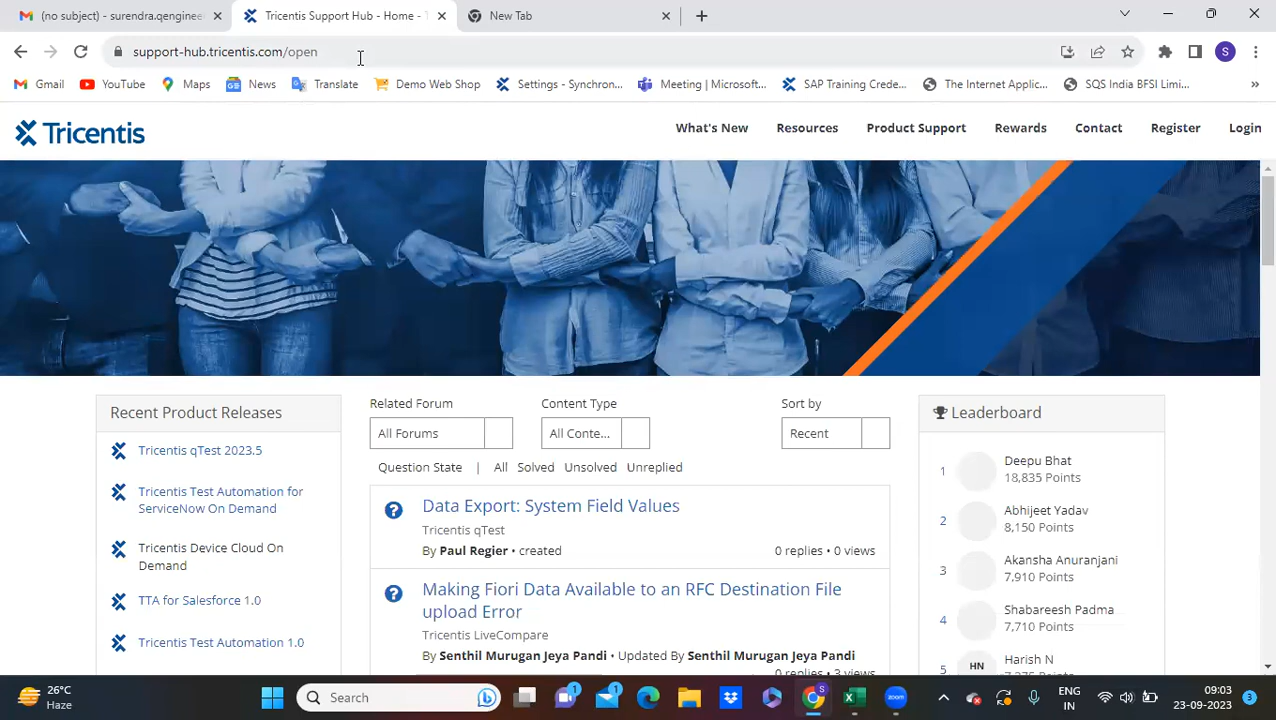 (no subject) - surendra.qenginee
Tricentis Support Hub - Home - T
New Tab
support-hub.tricentis.com/open
S
Gmail
YouTube
Maps
News
Translate
Demo Web Shop
Settings - Synchron...
Meeting | Microsoft...
SAP Training Crede...
The Internet Applic...
SQS India BFSI Limi...
»
Tricentis
What's New
Resources
Product Support
Rewards
Contact
Register
Login
Recent Product Releases
Tricentis qTest 2023.5
Tricentis Test Automation for
ServiceNow On Demand
Tricentis Device Cloud On
Demand
TTA for Salesforce 1.0
Tricentis Test Automation 1.0
Related Forum
Content Type
Sort by
All Forums
All Conte...
Recent
Question State | All Solved Unsolved Unreplied
Data Export: System Field Values
Tricentis qTest
By Paul Regier • created
0 replies • 0 views
Making Fiori Data Available to an RFC Destination File
upload Error
Tricentis LiveCompare
By Senthil Murugan Jeya Pandi • Updated By Senthil Murugan Jeya Pandi
0 replies • 3 views
Leaderboard
1 Deepu Bhat
18,835 Points
2 Abhijeet Yadav
8,150 Points
3 Akansha Anuranjani
7,910 Points
4 Shabareesh Padma
7,710 Points
5 HN Harish N
26°C
Haze
Search
1
1
S
ENG
IN
09:03
23-09-2023
3